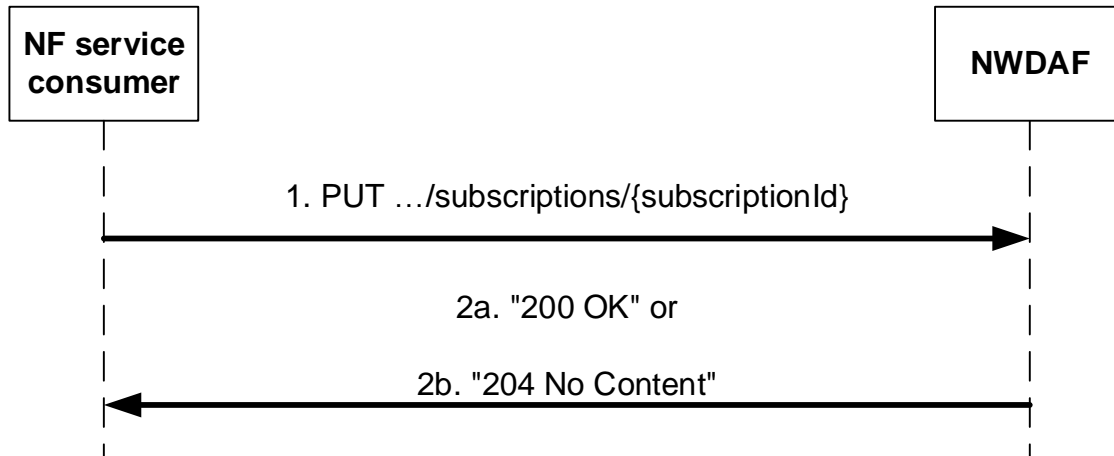 NF service
consumer
NWDAF
1. PUT …/subscriptions/{subscriptionId}
2a. "200 OK" or
2b. "204 No Content"